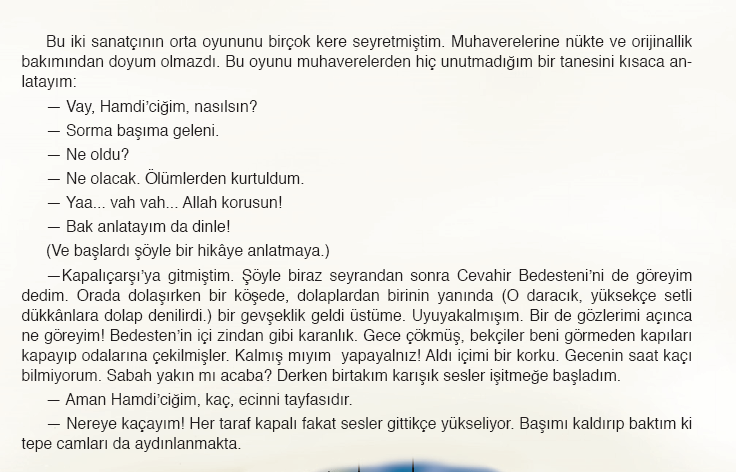 Bu iki sanatçının orta oyununu birçok kere seyretmiştim. Muhaverelerine nükte ve orijinallik
bakımından doyum olmazdı. Bu oyunu muhaverelerden hiç unutmadığım bir tanesini kısaca an-
latayım:
— Vay, Hamdi’ciğim, nasılsın?
— Sorma başıma geleni.
— Ne oldu?
— Ne olacak. Ölümlerden kurtuldum.
— Yaa... vah vah... Allah korusun!
— Bak anlatayım da dinle!
(Ve başlardı şöyle bir hikâye anlatmaya.)
—Kapalıçarşı’ya gitmiştim. Şöyle biraz seyrandan sonra Cevahir Bedesteni’ni de göreyim
dedim. Orada dolaşırken bir köşede, dolaplardan birinin yanında (O daracık, yüksekçe setli
dükkânlara dolap denilirdi.) bir gevşeklik geldi üstüme. Uyuyakalmışım. Bir de gözlerimi açınca
ne göreyim! Bedesten’in içi zindan gibi karanlık. Gece çökmüş, bekçiler beni görmeden kapıları
kapayıp odalarına çekilmişler. Kalmış mıyım yapayalnız! Aldı içimi bir korku. Gecenin saat kaçı
bilmiyorum. Sabah yakın mı acaba? Derken birtakım karışık sesler işitmeğe başladım.
— Aman Hamdi’ciğim, kaç, ecinni tayfasıdır.
— Nereye kaçayım! Her taraf kapalı fakat sesler gittikçe yükseliyor. Başımı kaldırıp baktım ki
tepe camları da aydınlanmakta.